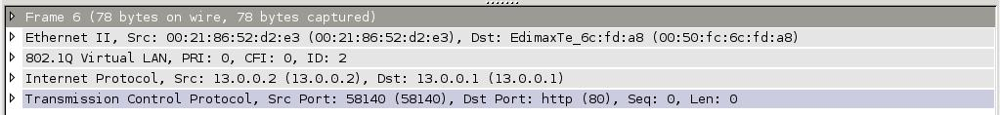 Frame 6 (78 bytes on wire, 78 bytes captured)
Ethernet II, Src: 00:21:86:52:d2:e3 (00:21:86:52:d2:e3), Dst: EdimaxTe_6c:fd:a8 (00:50:fc:6c:fd:a8)
802.1Q Virtual LAN, PRI: 0, CFI: 0, ID: 2
Internet Protocol, Src: 13.0.0.2 (13.0.0.2), Dst: 13.0.0.1 (13.0.0.1)
Transmission Control Protocol, Src Port: 58140 (58140), Dst Port: http (80), Seq: 0, Len: 0